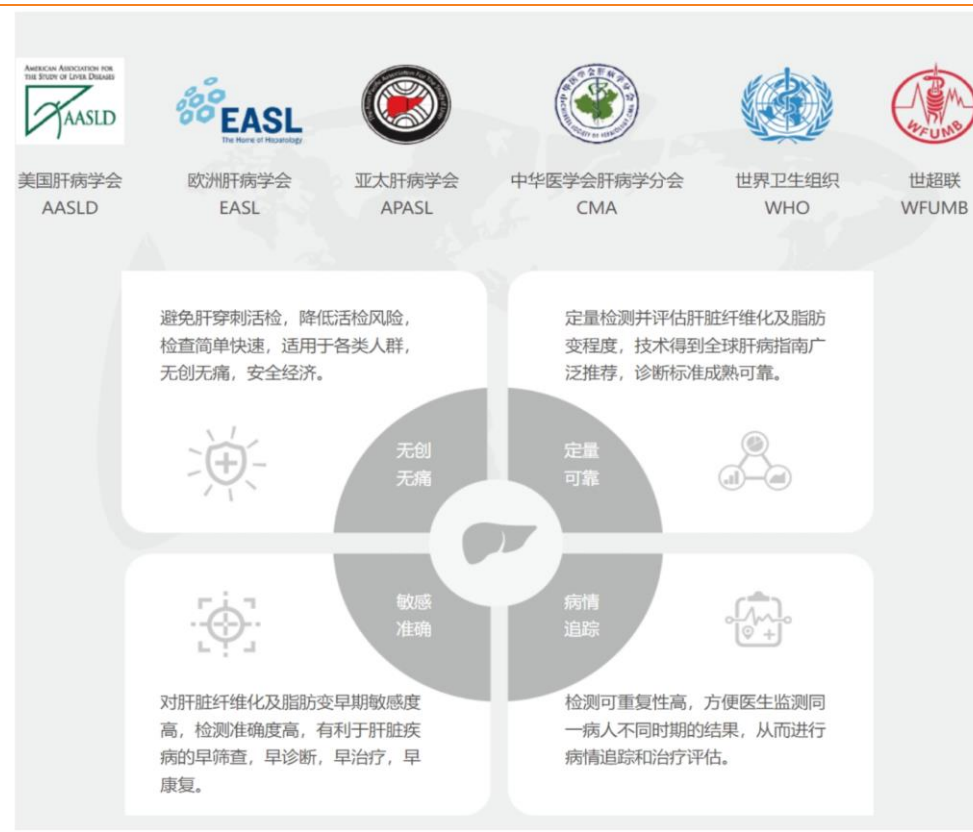 AMERICAN ASSOCIATION FOR
THE STUDY OF LIVER DISEASES
AASLD
EASL
The Home of Hepatology
WFUMB
美国肝病学会
欧洲肝病学会
亚太肝病学会
中华医学会肝病学分会
世界卫生组织
世超联
AASLD
EASL
APASL
CMA
WHO
WFUMB
避免肝穿刺活检，降低活检风险，
检查简单快速，适用于各类人群，
无创无痛，安全经济。
定量检测并评估肝脏纤维化及脂肪
变程度，技术得到全球肝病指南广
泛推荐，诊断标准成熟可靠。
无创
无痛
定量
可靠
敏感
准确
病情
追踪
对肝脏纤维化及脂肪变早期敏感度
高，检测准确度高，有利于肝脏疾
病的早筛查，早诊断，早治疗，早
康复。
检测可重复性高，方便医生监测同
一病人不同时期的结果，从而进行
病情追踪和治疗评估。